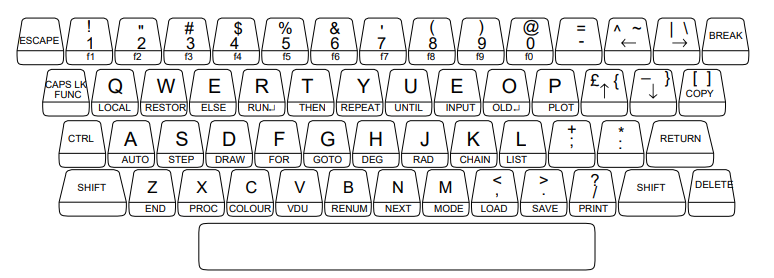 ! " # $ % & ' ( ) @ = ^ ~ | \
ESCAPE 1 2 3 4 5 6 7 8 9 0 - ← → BREAK
f1 f2 f3 f4 f5 f6 f7 f8 f9 f0
CAPS LK Q W E R T Y U E O P £ { _ } [ ]
FUNC ↑ ↓ COPY
LOCAL RESTOR ELSE RUN↵ THEN REPEAT UNTIL INPUT OLD↵ PLOT
+ *
CTRL A S D F G H J K L ; : RETURN
AUTO STEP DRAW FOR GOTO DEG RAD CHAIN LIST
< > ?
SHIFT Z X C V B N M , . / SHIFT DELETE
END PROC COLOUR VDU RENUM NEXT MODE LOAD SAVE PRINT